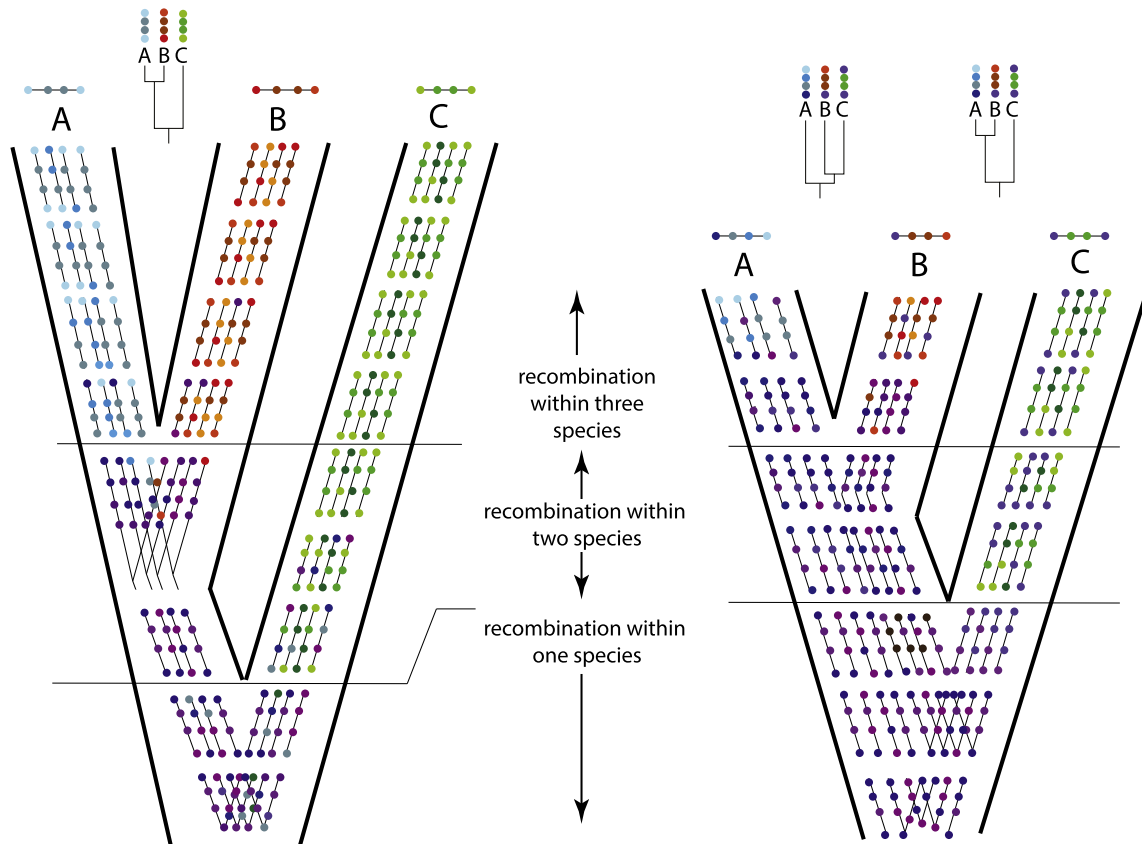 A B C
A B C
recombination
within three
species
recombination within
two species
recombination within
one species
A B C
A B C
A B C